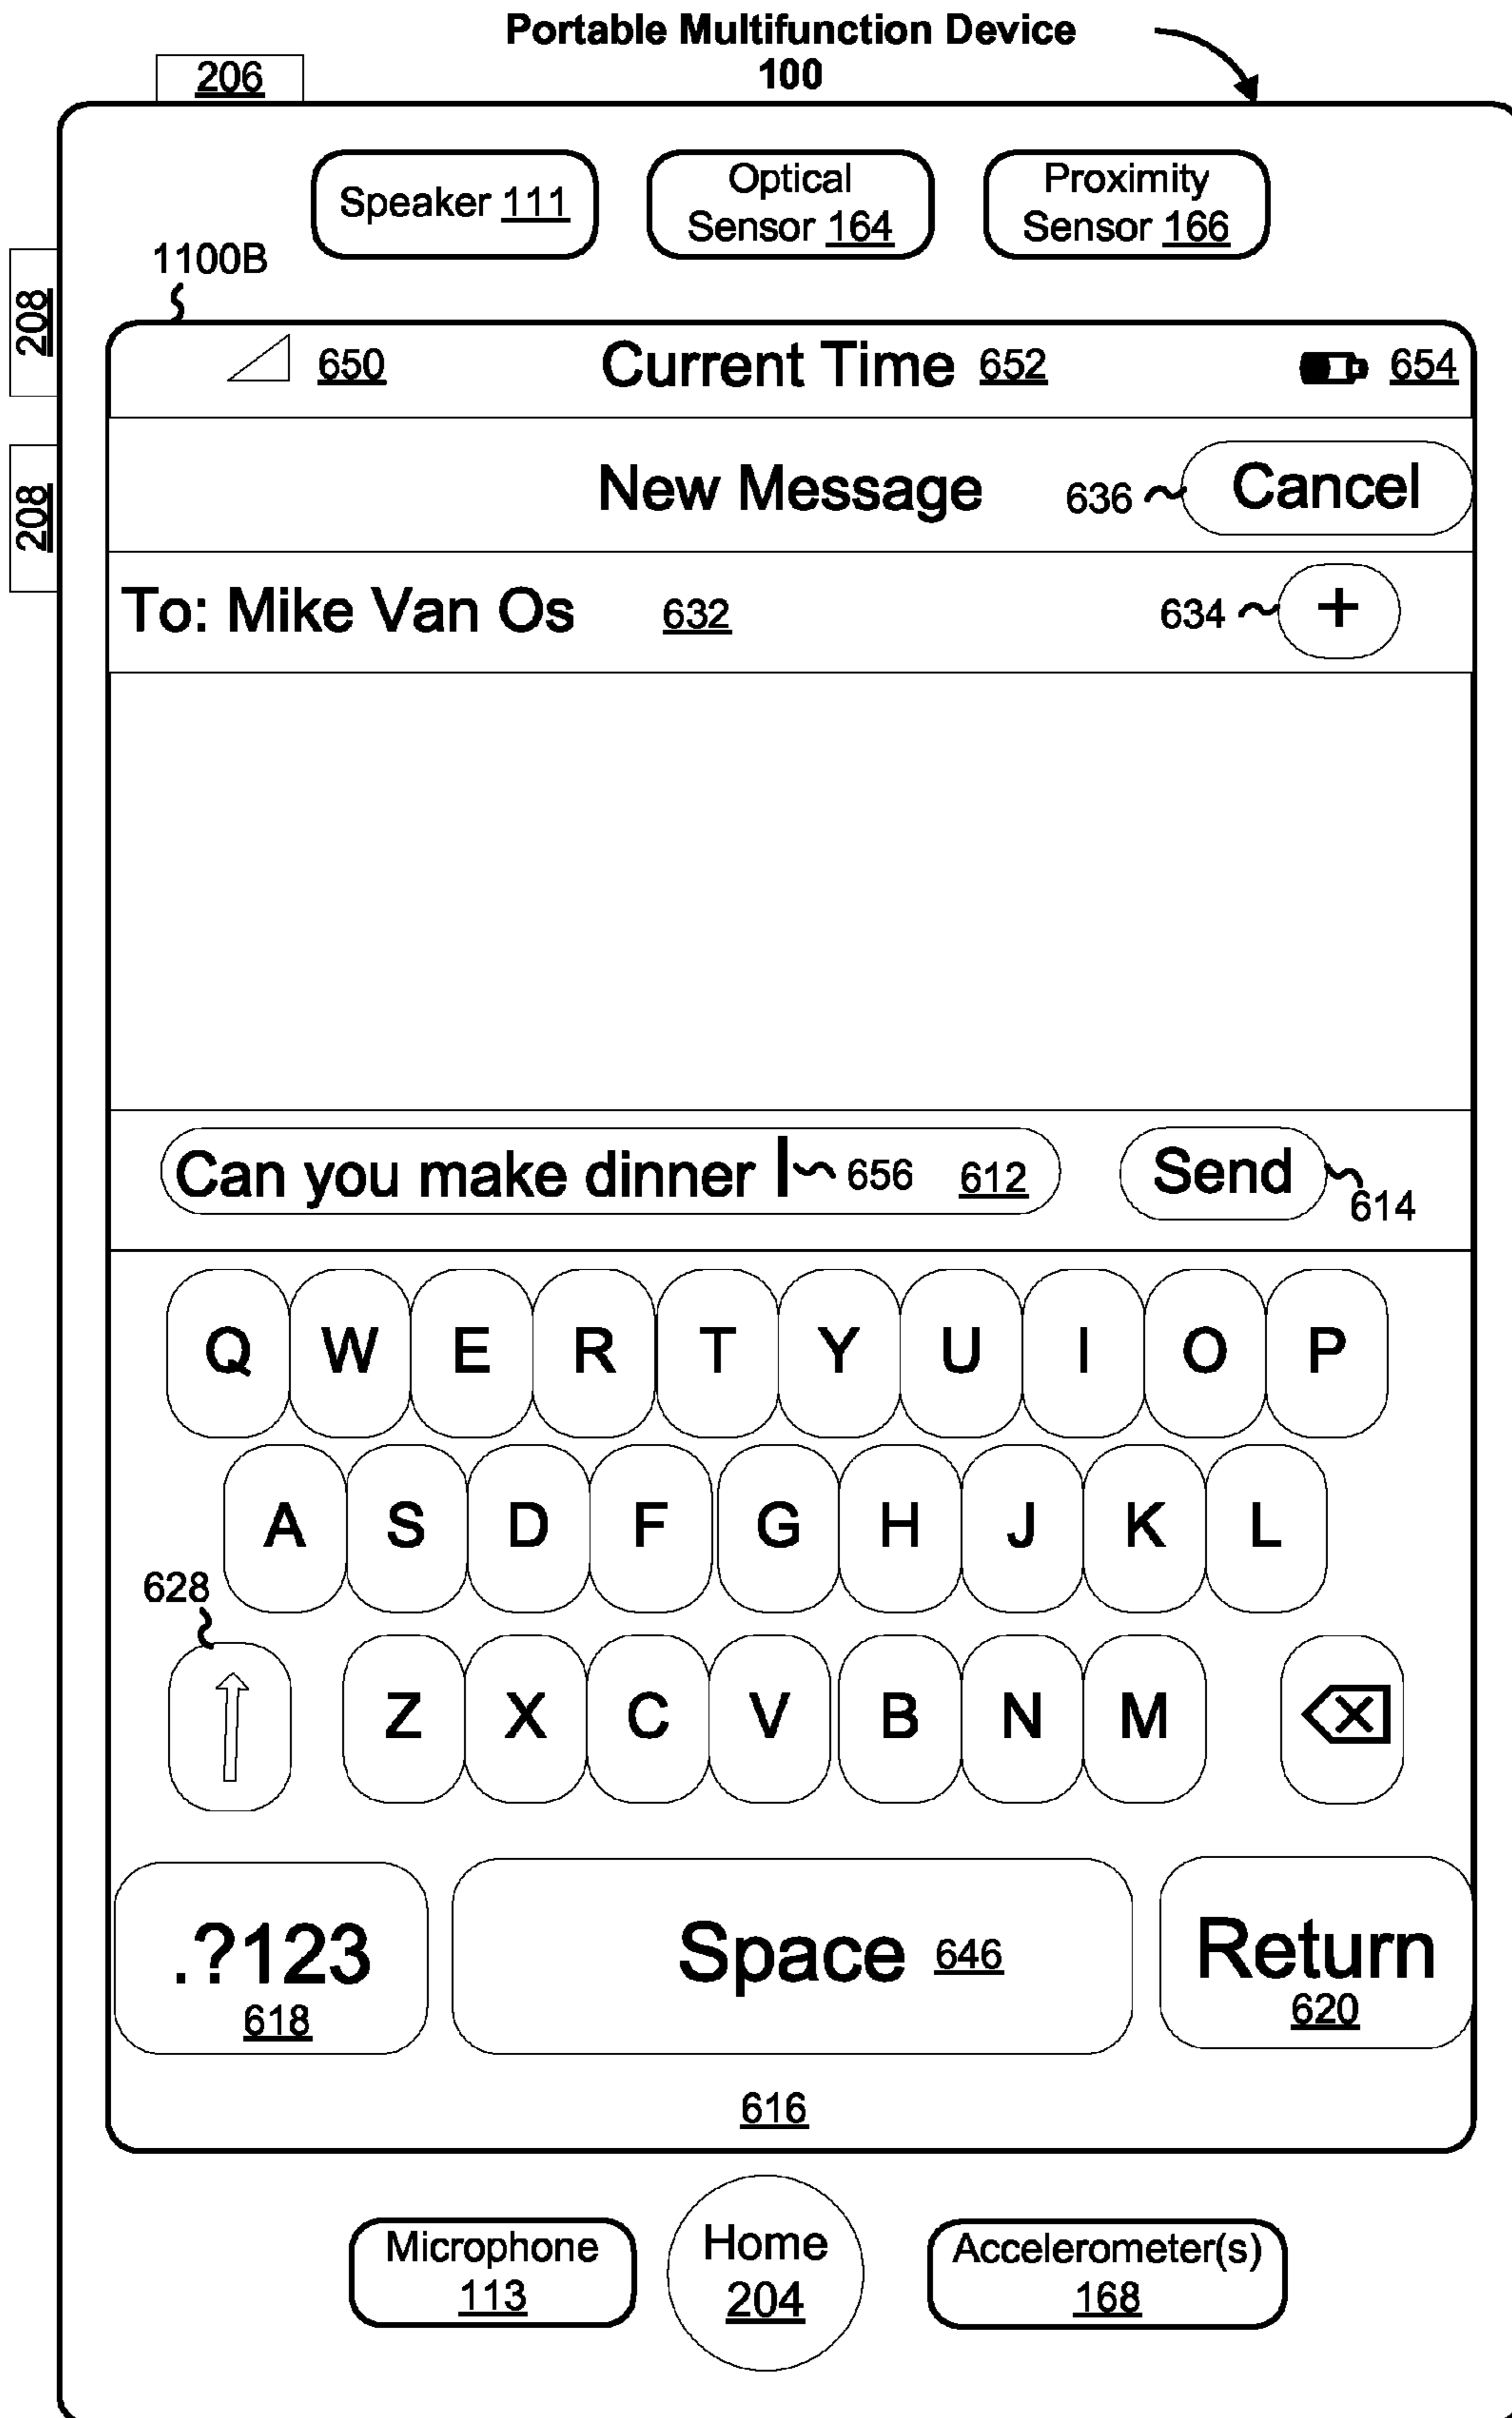 Portable Multifunction Device
100
206
Speaker 111
Optical
Sensor 164
Proximity
Sensor 166
1100B
208
650 Current Time 652 654
New Message 636 Cancel
208
To: Mike Van Os 632 634 +
Can you make dinner 656 612 Send
614
Q W E R T Y U I O P
A S D F G H J K L
628
Z X C V B N M
.?123
618
Space 646
Return
620
616
Microphone
113
Home
204
Accelerometer(s)
168